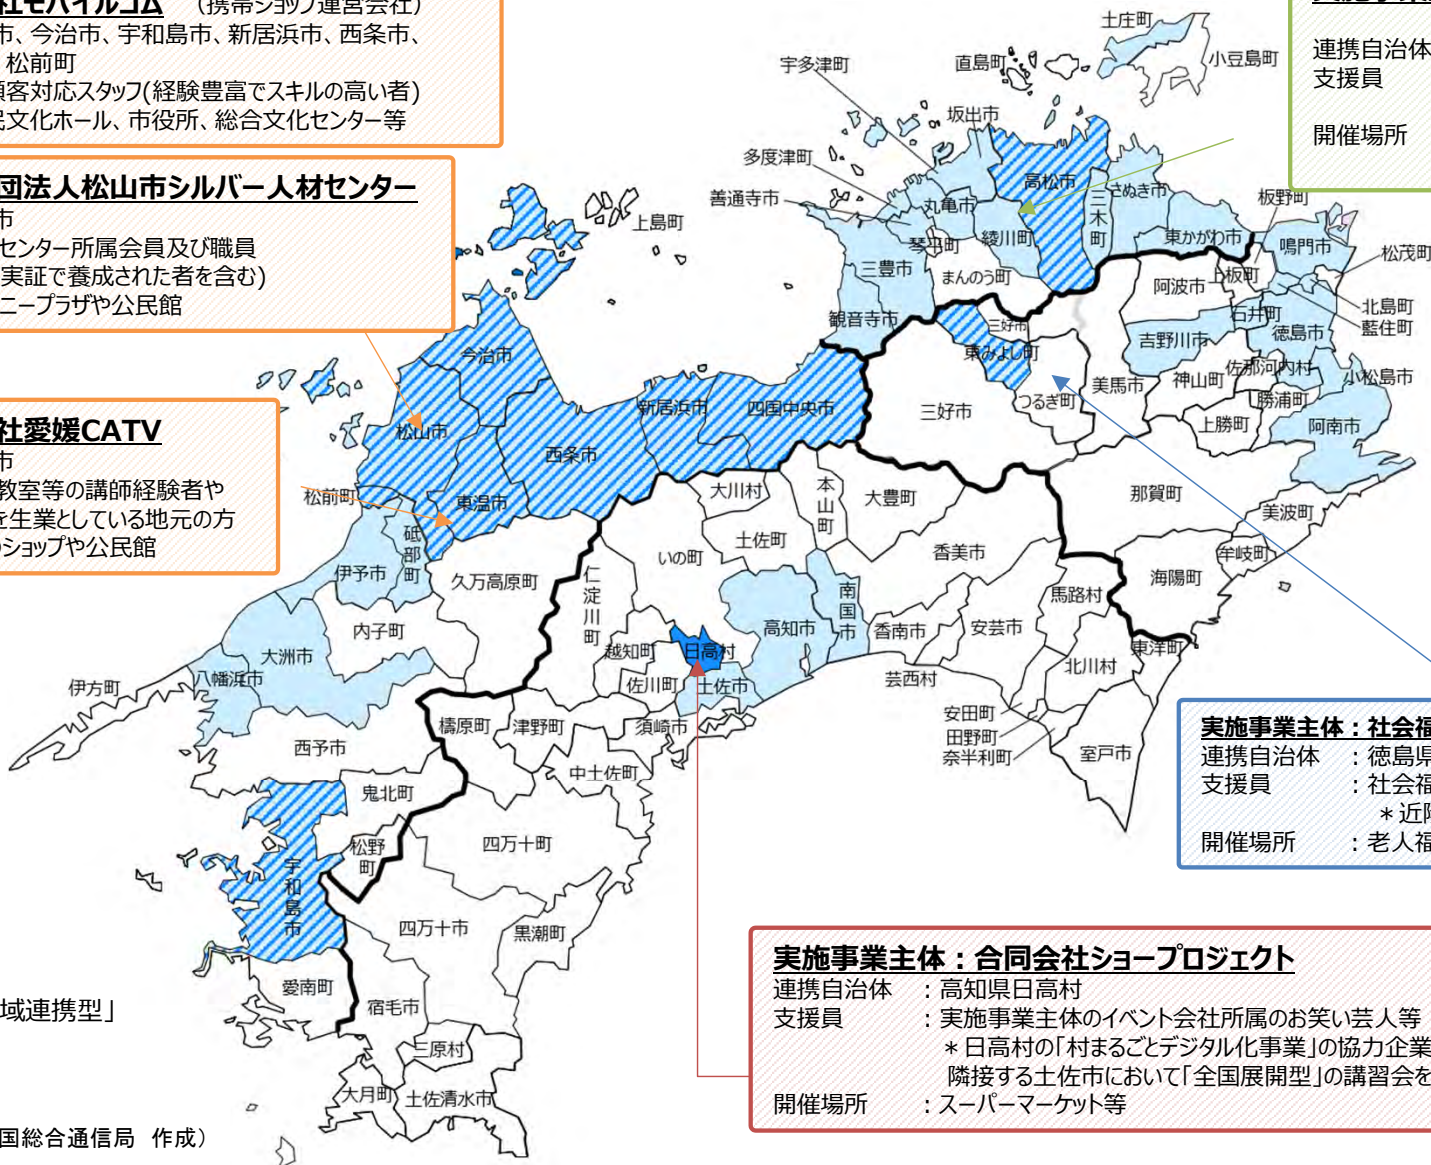 社モバイルコム　(携帯ショップ運営会社)
市、今治市、宇和島市、新居浜市、西条市、
松前町
顧客対応スタッフ(経験豊富でスキルの高い者)
民文化ホール、市役所、総合文化センター等
団法人松山市シルバー人材センター
市
センター所属会員及び職員
実証で養成された者を含む)
ニープラザや公民館
社愛媛CATV
市
教室等の講師経験者や
を生業としている地元の方
のショップや公民館
連携自治体
支援員
開催場所
土庄町
小豆島町
直島町
宇多津町
坂出市
多度津町
善通寺市
丸亀市
高松市
三木町
さぬき市
東かがわ市
琴平町
綾川町
まんのう町
三豊市
観音寺市
上島町
板野町
鳴門市
松茂町
上板町
阿波市
北島町
藍住町
石井町
徳島市
吉野川市
佐那河内村
小松島市
神山町
勝浦町
上勝町
阿南市
三好市
東みよし町
つるぎ町
美馬市
三好市
那賀町
美波町
牟岐町
海陽町
今治市
松山市
新居浜市
四国中央市
西条市
東温市
松前町
砥部町
伊予市
久万高原町
内子町
大洲市
八幡浜市
伊方町
西予市
鬼北町
松野町
宇和島市
愛南町
大川村
本山町
大豊町
土佐町
いの町
香美市
仁淀川町
南国市
高知市
香南市
安芸市
馬路村
北川村
東洋町
越知町
日高村
佐川町
土佐市
芸西村
安田町
田野町
奈半利町
室戸市
檮原町
津野町
須崎市
中土佐町
四万十町
四万十市
黒潮町
宿毛市
三原村
大月町
土佐清水市
実施事業主体：社会福
連携自治体　：徳島県
支援員　：社会福
＊近隣
開催場所　：老人福
実施事業主体：合同会社ショープロジェクト
連携自治体　：高知県日高村
支援員　：実施事業主体のイベント会社所属のお笑い芸人等
＊日高村の「村まるごとデジタル化事業」の協力企業
隣接する土佐市において「全国展開型」の講習会を
開催場所　：スーパーマーケット等
域連携型」
国総合通信局　作成）